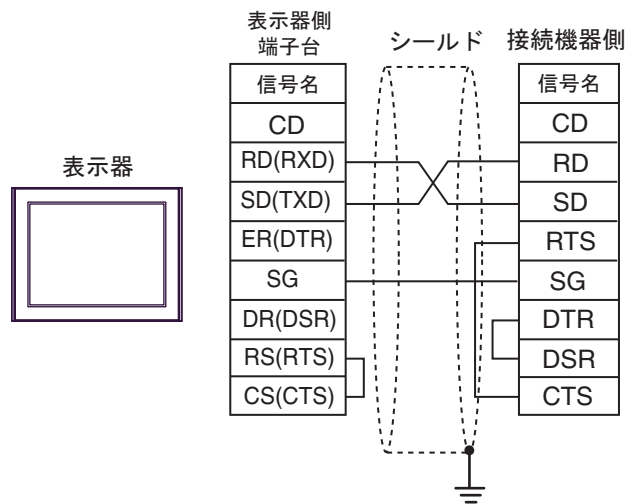 表示器
表示器側
端子台
信号名
CD
RD(RXD)
SD(TXD)
ER(DTR)
SG
DR(DSR)
RS(RTS)
CS(CTS)
シールド
接続機器側
信号名
CD
RD
SD
RTS
SG
DTR
DSR
CTS